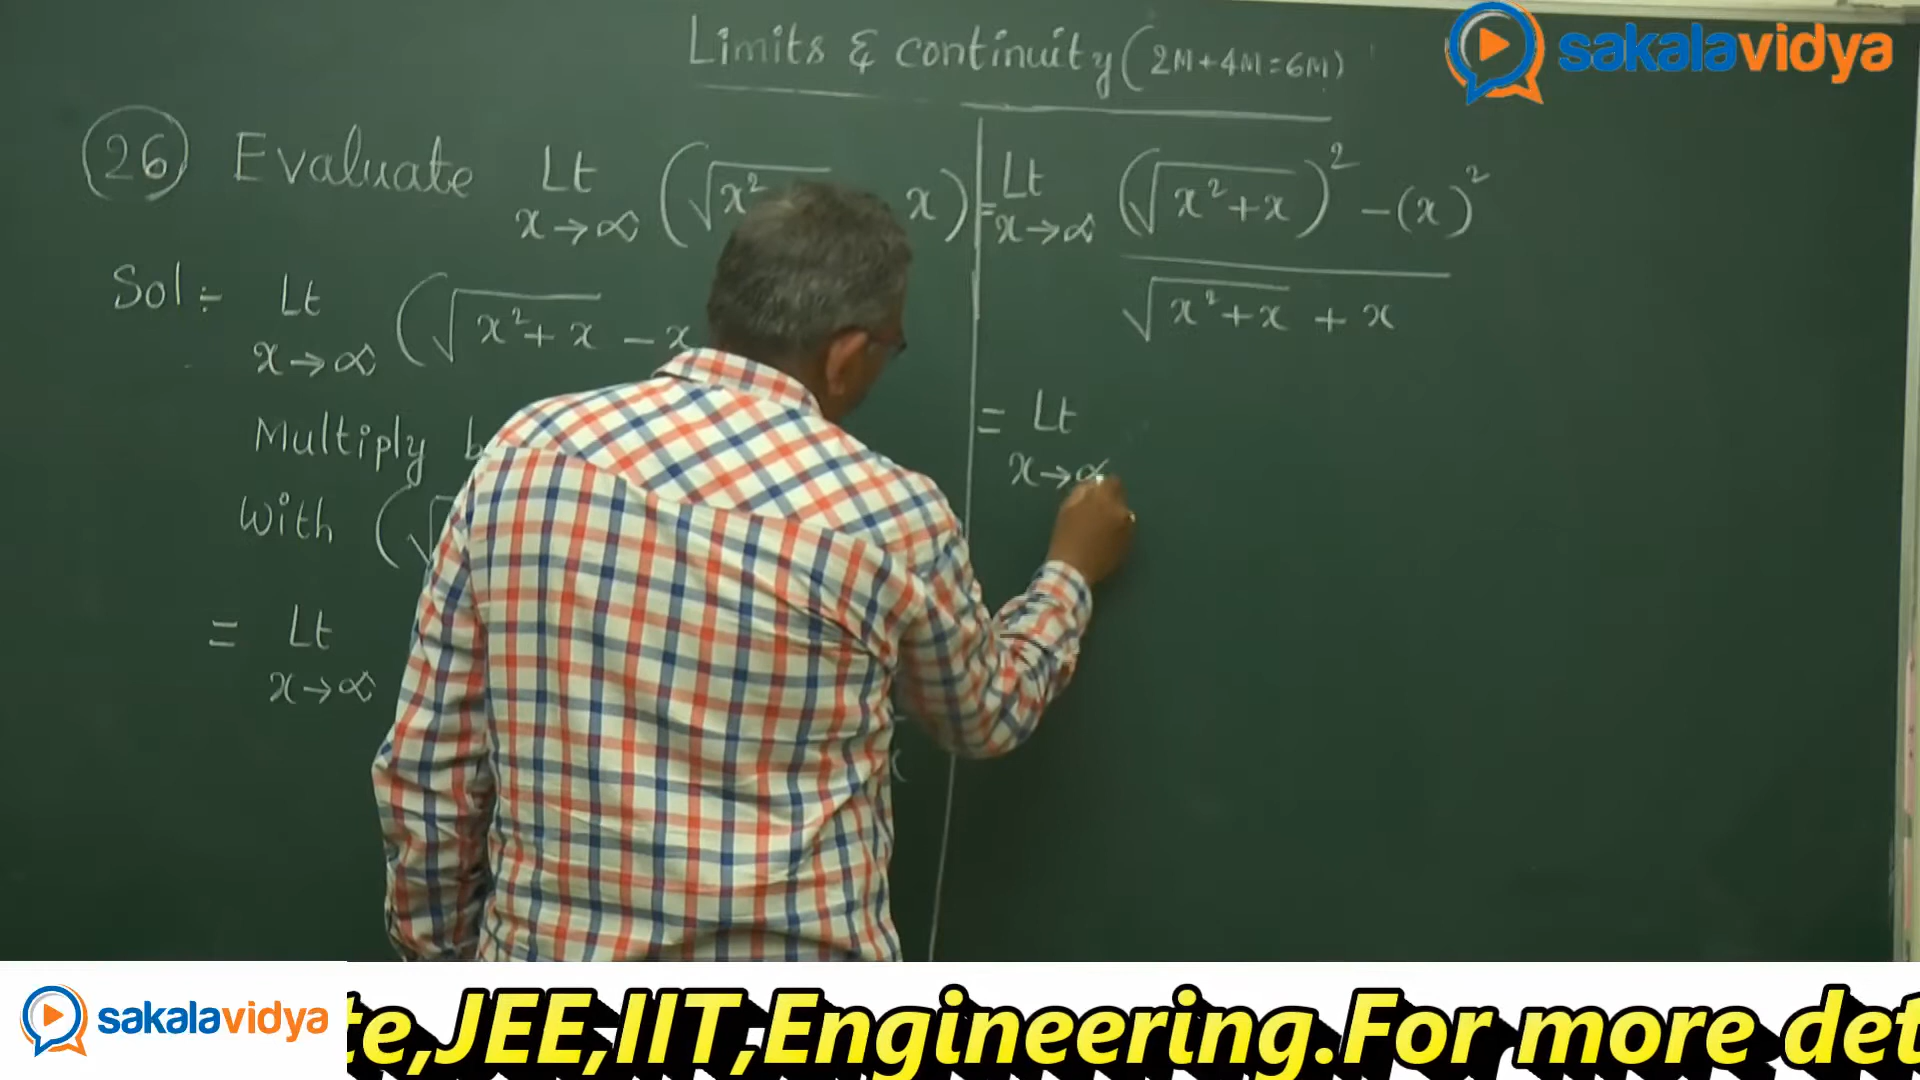 Limits & continuity (2M+4M=6M)
sakalavidya
26 Evaluate Lt x→∞ (√x² x)
Sol:- Lt x→∞ (√x²+x - x
Multiply b
With (√
= Lt x→∞
= Lt x→∞ (√x²+x)² - (x)²
√x²+x + x
= Lt
x→∞
sakalavidya
te,JEE,IIT,Engineering.For more det